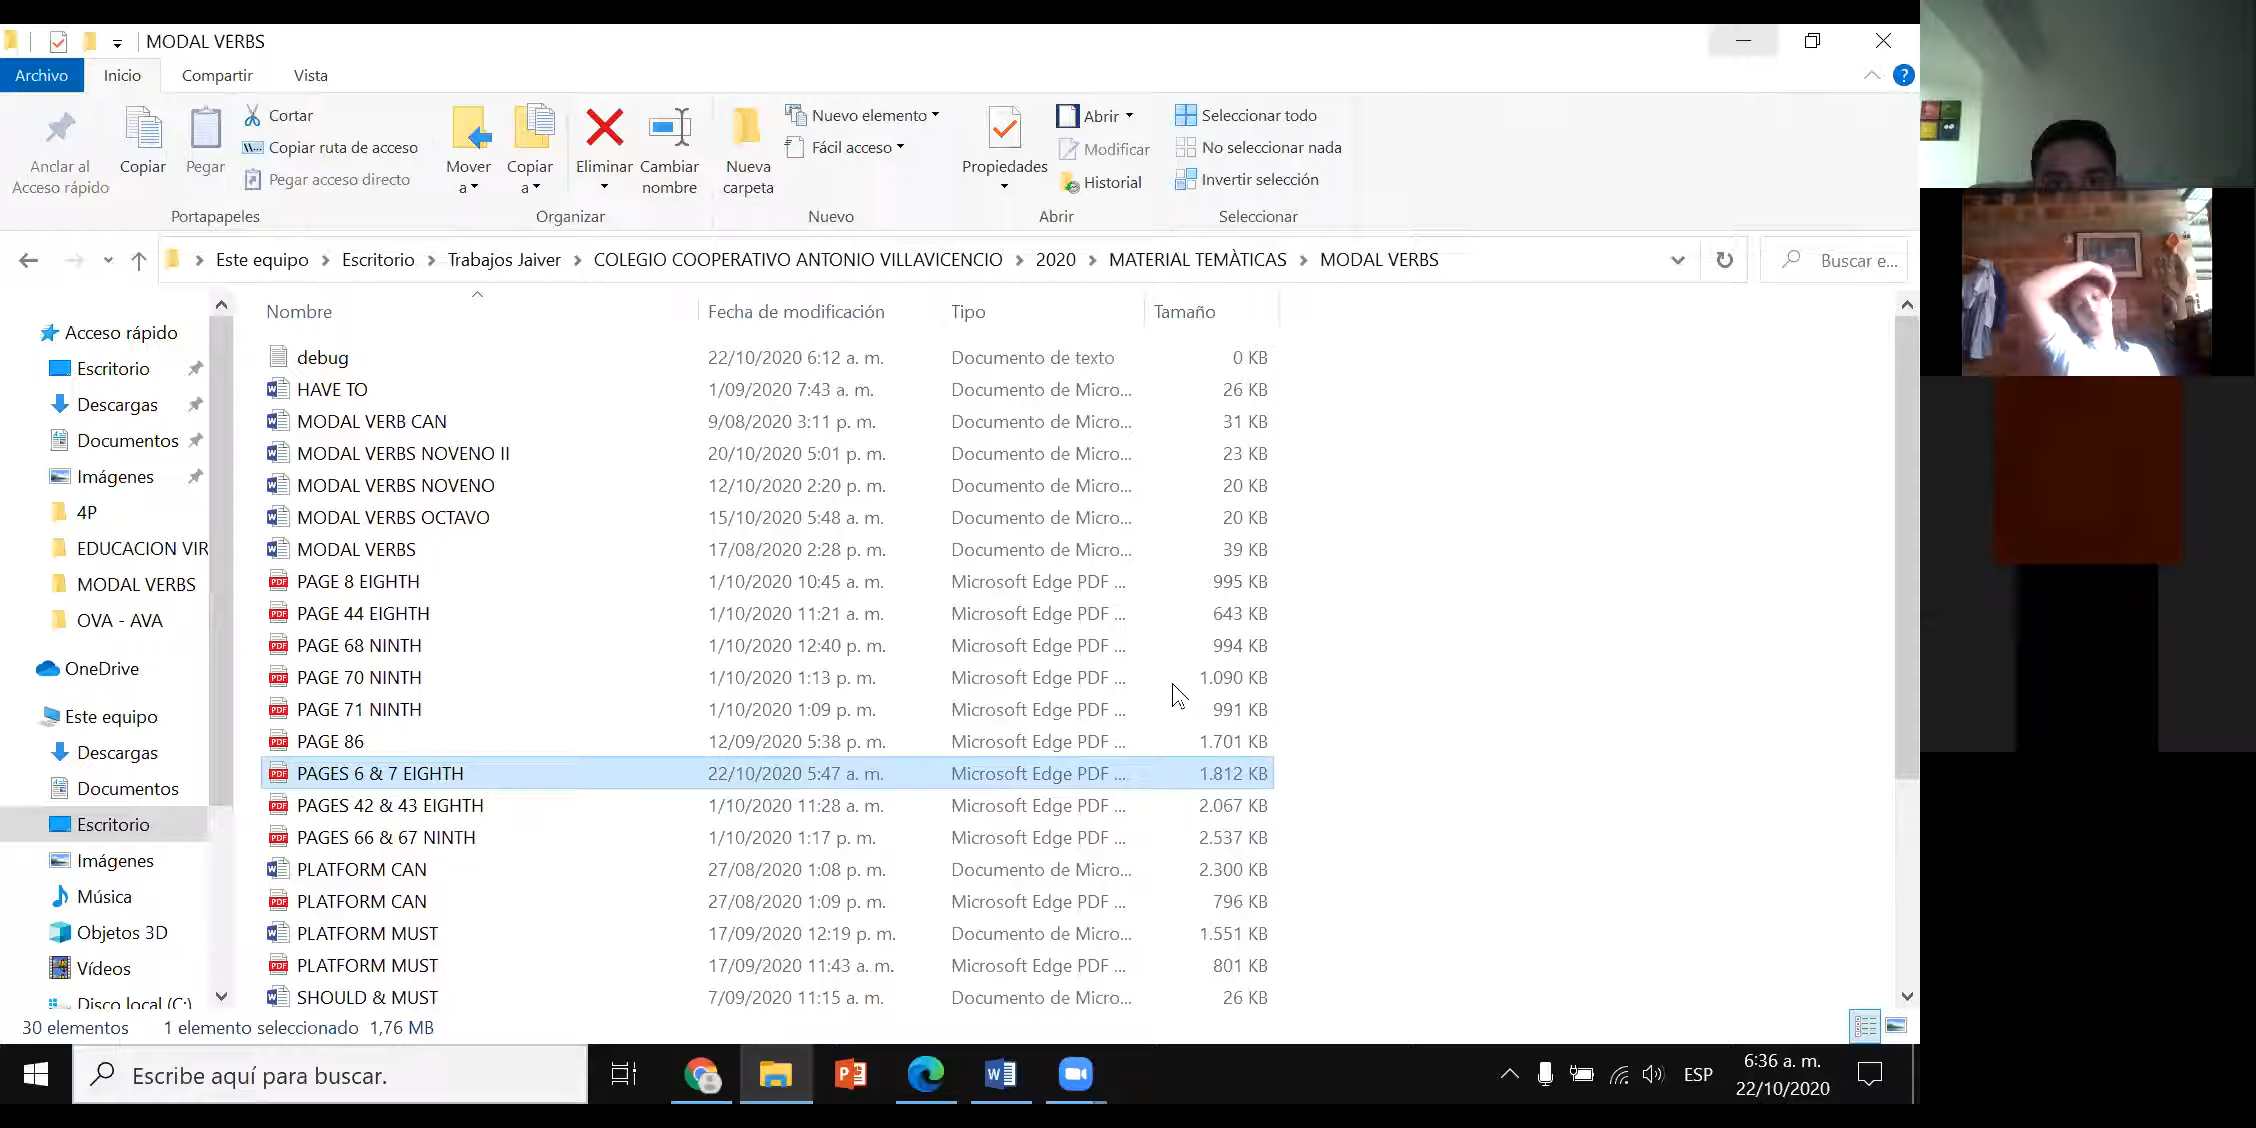 MODAL VERBS
Archivo Inicio Compartir Vista
Anclar al Acceso rápido
Copiar
Pegar
Cortar
Copiar ruta de acceso
Pegar acceso directo
Portapapeles
Mover a
Copiar a
Eliminar
Cambiar nombre
Organizar
Nueva carpeta
Nuevo elemento
Fácil acceso
Nuevo
Propiedades
Abrir
Modificar
Historial
Abrir
Seleccionar todo
No seleccionar nada
Invertir selección
Seleccionar
Este equipo > Escritorio > Trabajos Jaiver > COLEGIO COOPERATIVO ANTONIO VILLAVICENCIO > 2020 > MATERIAL TEMÀTICAS > MODAL VERBS
Buscar e...
Acceso rápido
Escritorio
Descargas
Documentos
Imágenes
4P
EDUCACION VIR
MODAL VERBS
OVA - AVA
OneDrive
Este equipo
Descargas
Documentos
Escritorio
Imágenes
Música
Objetos 3D
Vídeos
Disco local (C:)
Nombre Fecha de modificación Tipo Tamaño
debug 22/10/2020 6:12 a. m. Documento de texto 0 KB
HAVE TO 1/09/2020 7:43 a. m. Documento de Micro... 26 KB
MODAL VERB CAN 9/08/2020 3:11 p. m. Documento de Micro... 31 KB
MODAL VERBS NOVENO II 20/10/2020 5:01 p. m. Documento de Micro... 23 KB
MODAL VERBS NOVENO 12/10/2020 2:20 p. m. Documento de Micro... 20 KB
MODAL VERBS OCTAVO 15/10/2020 5:48 a. m. Documento de Micro... 20 KB
MODAL VERBS 17/08/2020 2:28 p. m. Documento de Micro... 39 KB
PAGE 8 EIGHTH 1/10/2020 10:45 a. m. Microsoft Edge PDF ... 995 KB
PAGE 44 EIGHTH 1/10/2020 11:21 a. m. Microsoft Edge PDF ... 643 KB
PAGE 68 NINTH 1/10/2020 12:40 p. m. Microsoft Edge PDF ... 994 KB
PAGE 70 NINTH 1/10/2020 1:13 p. m. Microsoft Edge PDF ... 1.090 KB
PAGE 71 NINTH 1/10/2020 1:09 p. m. Microsoft Edge PDF ... 991 KB
PAGE 86 12/09/2020 5:38 p. m. Microsoft Edge PDF ... 1.701 KB
PAGES 6 & 7 EIGHTH 22/10/2020 5:47 a. m. Microsoft Edge PDF ... 1.812 KB
PAGES 42 & 43 EIGHTH 1/10/2020 11:28 a. m. Microsoft Edge PDF ... 2.067 KB
PAGES 66 & 67 NINTH 1/10/2020 1:17 p. m. Microsoft Edge PDF ... 2.537 KB
PLATFORM CAN 27/08/2020 1:08 p. m. Documento de Micro... 2.300 KB
PLATFORM CAN 27/08/2020 1:09 p. m. Microsoft Edge PDF ... 796 KB
PLATFORM MUST 17/09/2020 12:19 p. m. Documento de Micro... 1.551 KB
PLATFORM MUST 17/09/2020 11:43 a. m. Microsoft Edge PDF ... 801 KB
SHOULD & MUST 7/09/2020 11:15 a. m. Documento de Micro... 26 KB
30 elementos 1 elemento seleccionado 1,76 MB
Escribe aquí para buscar.
ESP
6:36 a. m.
22/10/2020